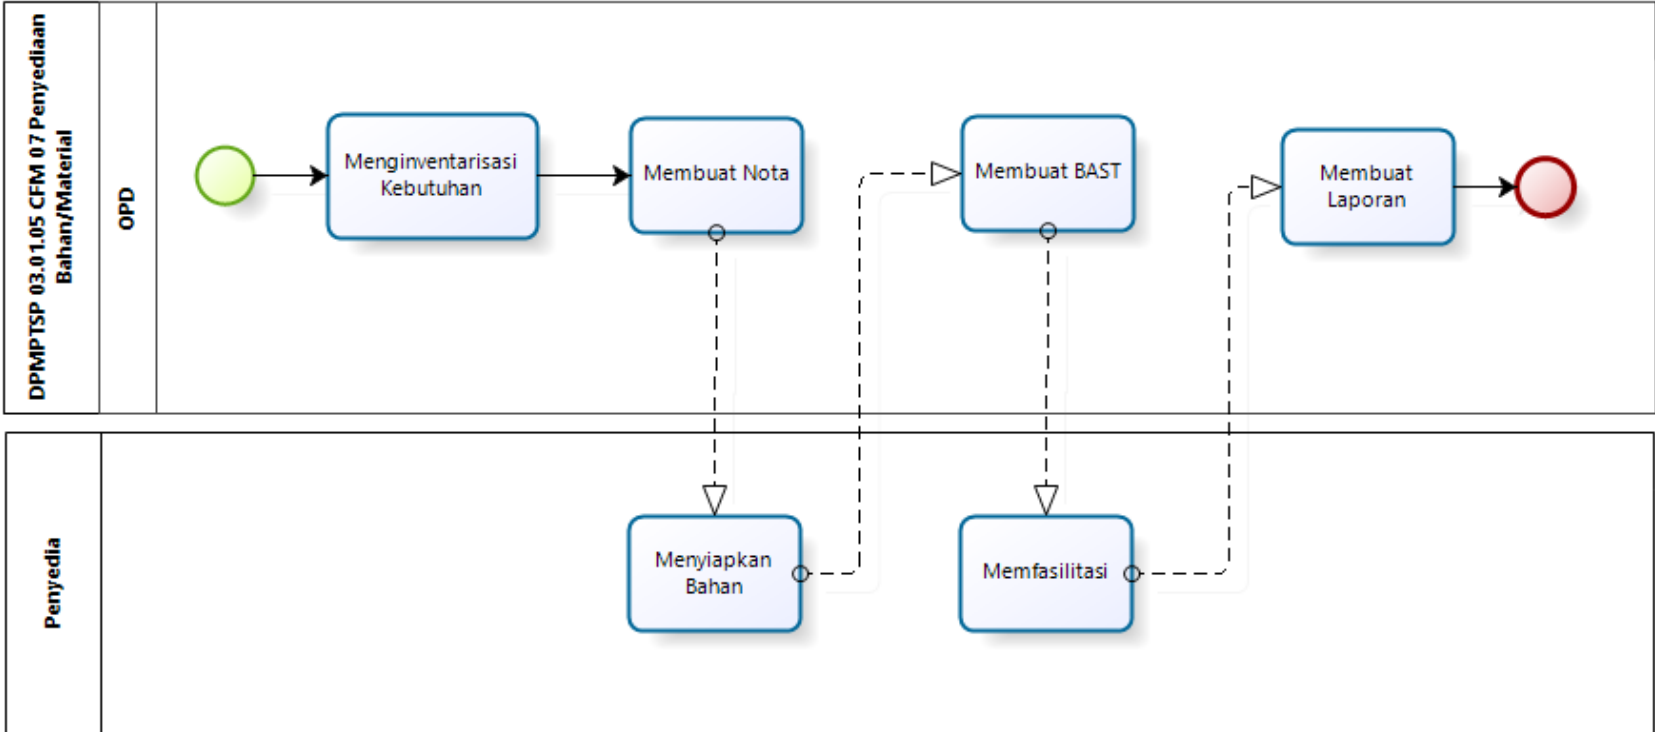 DPMPTSP 03.01.05 CFM 07 Penyediaan
Bahan/Material
OPD
Menginventarisasi
Kebutuhan
Membuat Nota
Membuat BAST
Membuat
Laporan
Penyedia
Menyiapkan
Bahan
Memfasilitasi